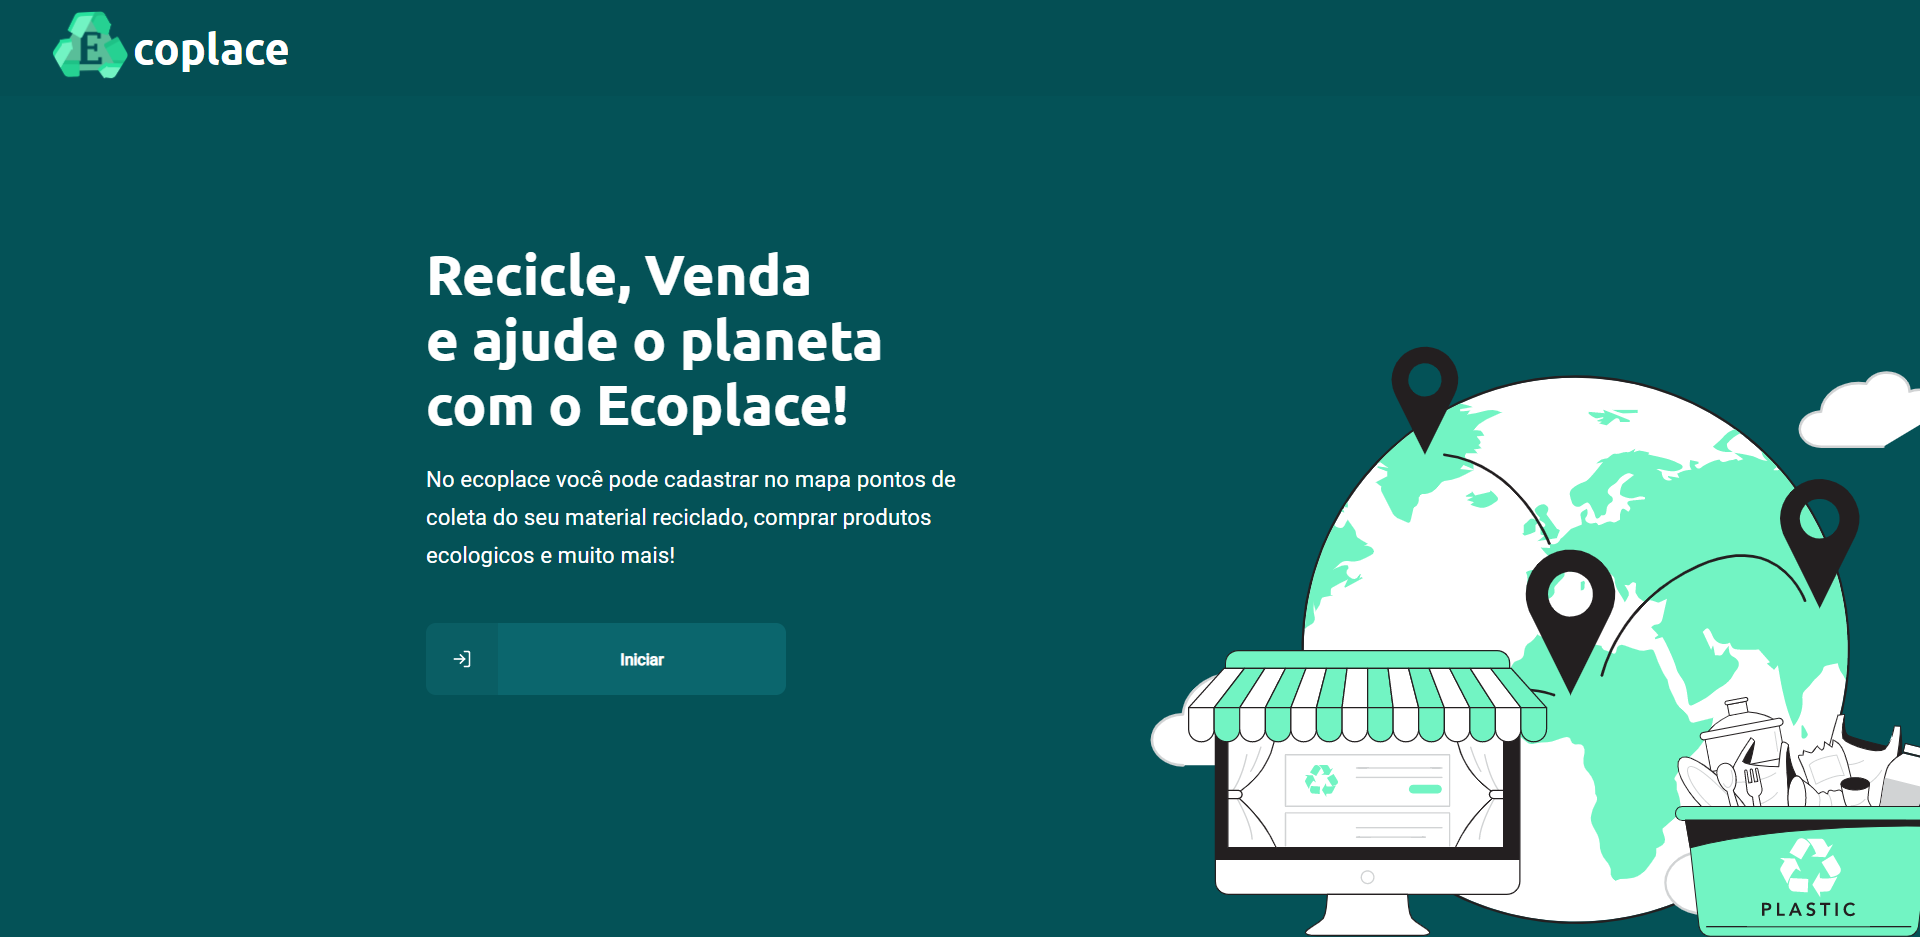 Ecoplace
Recicle, Venda
e ajude o planeta
com o Ecoplace!
No ecoplace você pode cadastrar no mapa pontos de
coleta do seu material reciclado, comprar produtos
ecologicos e muito mais!
Iniciar
PLASTIC